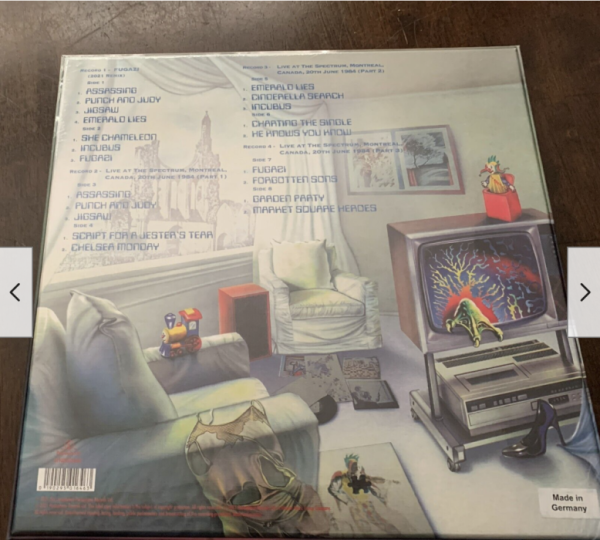 Record 1 - Fugazi
(2021 Remix)
Side 1
Assassing
Punch and Judy
Jigsaw
Emerald Lies
Side 2
She Chameleon
Incubus
Fugazi
Record 2 - Live at The Spectrum, Montreal,
Canada, 20th June 1984 (Part 1)
Side 3
Assassing
Punch and Judy
Jigsaw
Side 4
Script for a Jester's Tear
Chelsea Monday
Record 3 - Live at The Spectrum, Montreal,
Canada, 20th June 1984 (Part 2)
Side 5
Emerald Lies
Cinderella Search
Incubus
Side 6
Charting the Single
He Knows You Know
Record 4 - Live at The Spectrum, Montreal,
Canada, 20th June 1984 (Part 3)
Side 7
Fugazi
Forgotten Sons
Side 8
Garden Party
Market Square Heroes
Made in
Germany